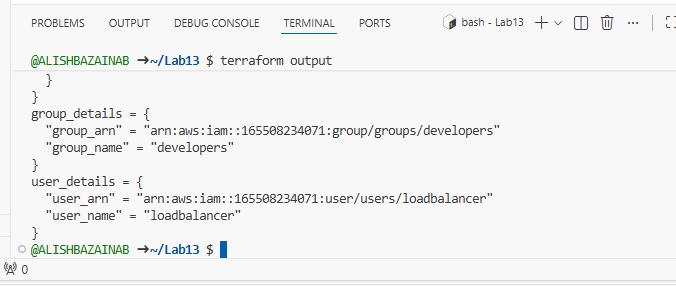 PROBLEMS OUTPUT DEBUG CONSOLE TERMINAL PORTS bash - Lab13
@ALISHBAZAINAB ➜~/Lab13 $ terraform output
  }
}
group_details = {
  "group_arn" = "arn:aws:iam::165508234071:group/groups/developers"
  "group_name" = "developers"
}
user_details = {
  "user_arn" = "arn:aws:iam::165508234071:user/users/loadbalancer"
  "user_name" = "loadbalancer"
}
@ALISHBAZAINAB ➜~/Lab13 $
0